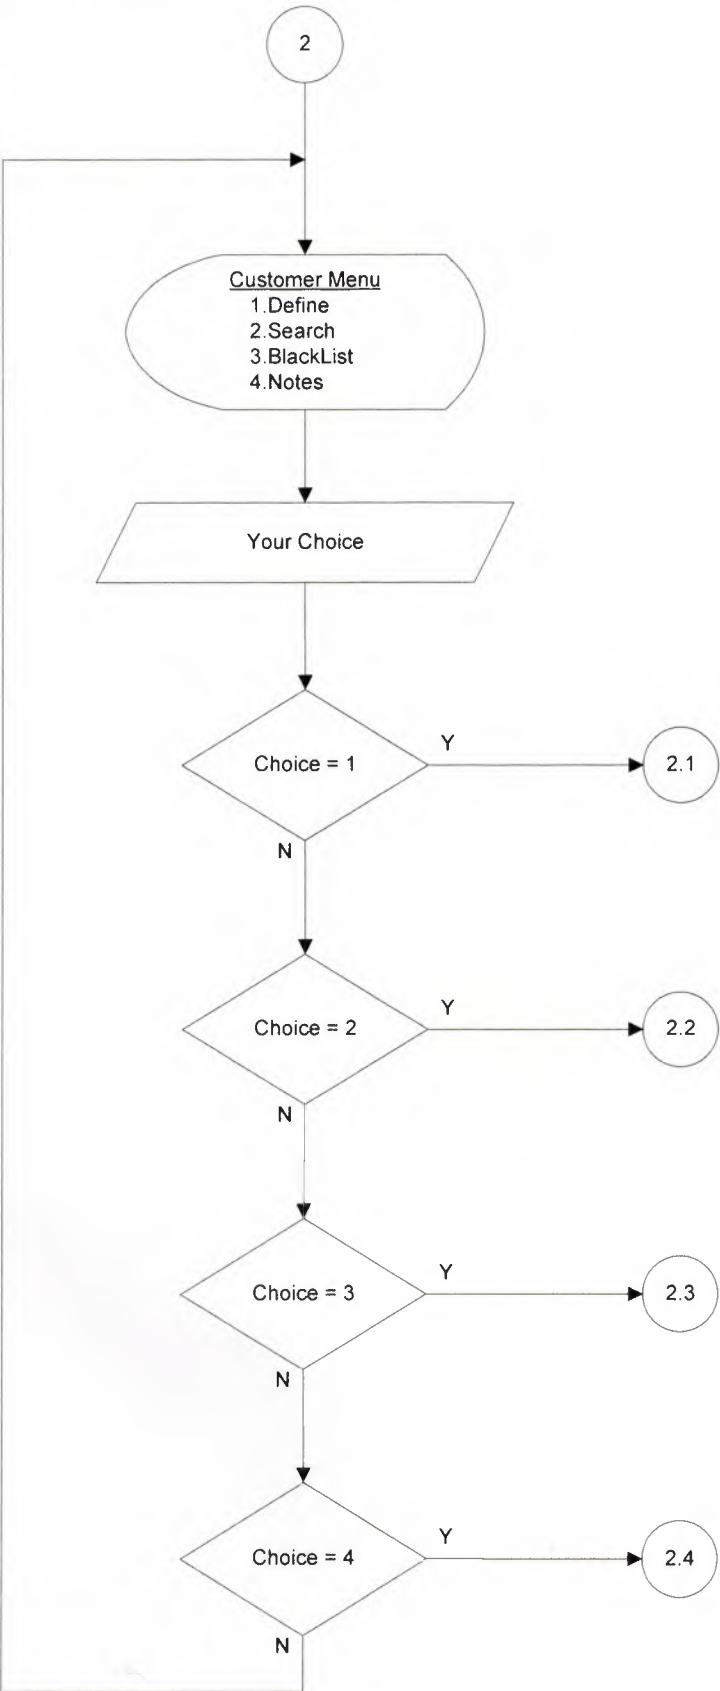 2
Customer Menu
1.Define
2.Search
3.BlackList
4.Notes
Your Choice
Choice = 1
Y
2.1
N
Choice = 2
Y
2.2
N
Choice = 3
Y
2.3
N
Choice = 4
Y
2.4
N